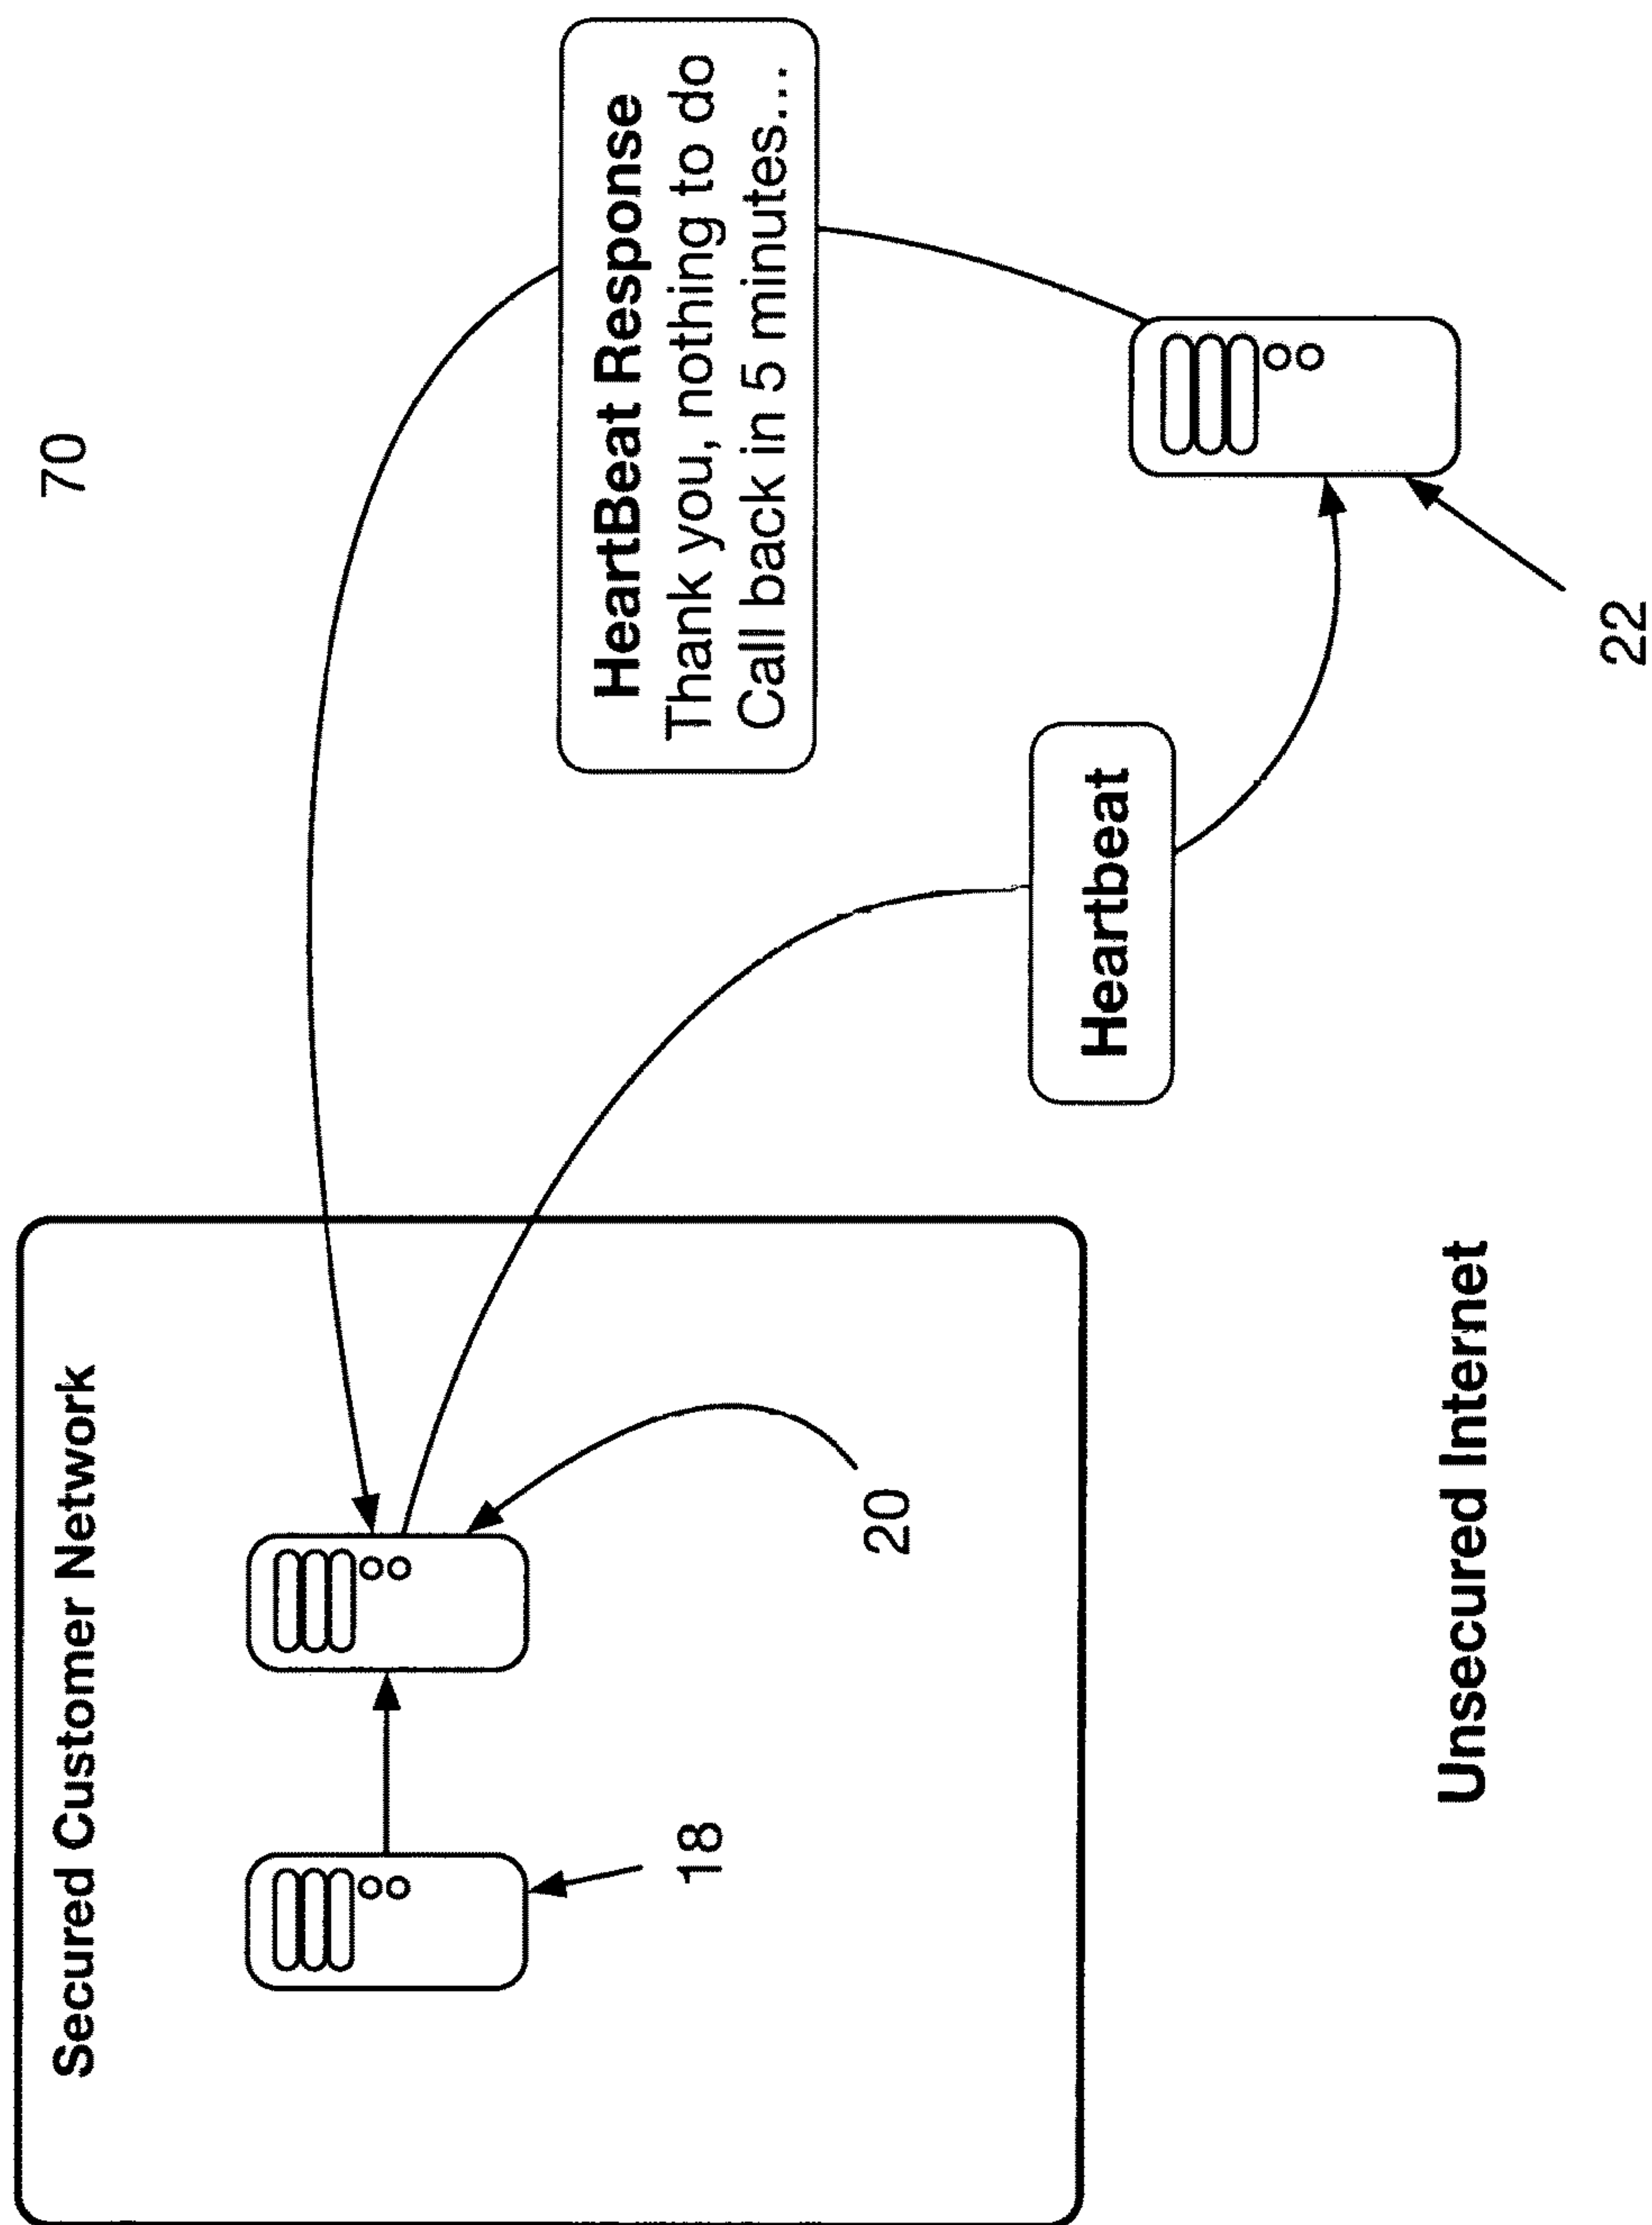 70
Secured Customer Network
HeartBeat Response
Thank you, nothing to do
Call back in 5 minutes...
18
20
Heartbeat
Unsecured Internet
22